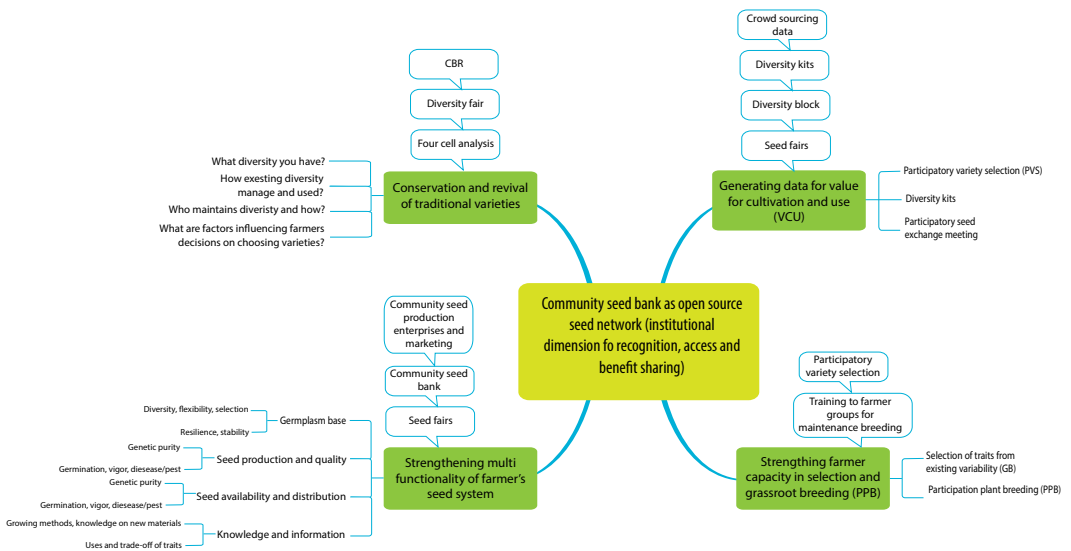 Crowd sourcing
data
Diversity kits
Diversity block
Seed fairs
Generating data for value
for cultivation and use
(VCU)
Participatory variety selection (PVS)
Diversity kits
Participatory seed
exchange meeting
CBR
Diversity fair
Four cell analysis
Conservation and revival
of traditional varieties
What diversity you have?
How exesting diversity
manage and used?
Who maintains diveristy and how?
What are factors influencing farmers
decisions on choosing varieties?
Community seed bank as open source
seed network (institutional
dimension fo recognition, access and
benefit sharing)
Community seed
production
enterprises and
marketing
Community seed
bank
Seed fairs
Strengthening multi
functionality of farmer's
seed system
Germplasm base
Diversity, flexibility, selection
Resilience, stability
Seed production and quality
Genetic purity
Germination, vigor, diesease/pest
Seed availability and distribution
Genetic purity
Germination, vigor, diesease/pest
Knowledge and information
Growing methods, knowledge on new materials
Uses and trade-off of traits
Participatory
variety selection
Training to farmer
groups for
maintenance breeding
Strengthing farmer
capacity in selection and
grassroot breeding (PPB)
Selection of traits from
existing variability (GB)
Participation plant breeding (PPB)